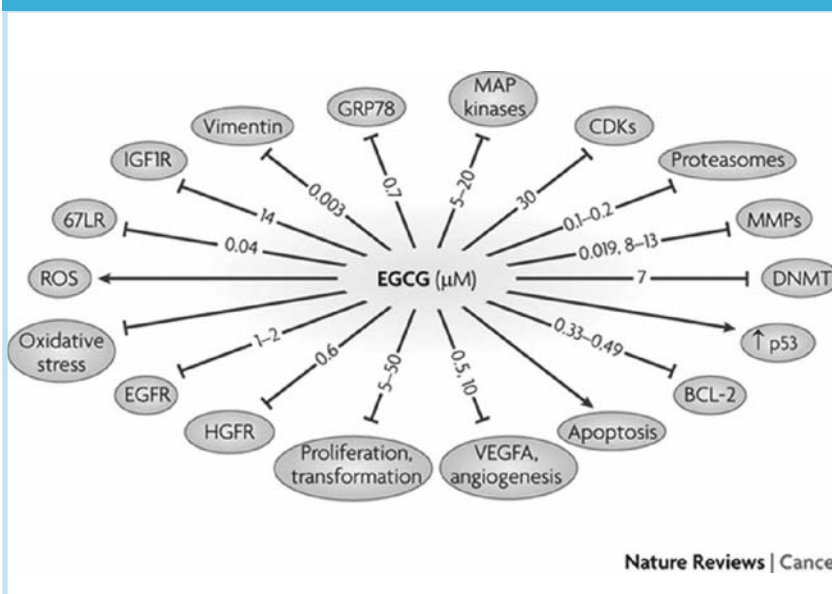 GRP78
MAP
kinases
Vimentin
CDKs
IGF1R
Proteasomes
67LR
MMPs
0.003
0.7
5–20
30
0.1–0.2
14
0.04
0.019, 8–13
ROS
EGCG (μM)
7
DNMT
Oxidative
stress
↑ p53
1–2
0.6
5–50
0.5, 10
0.33–0.49
EGFR
BCL-2
HGFR
Apoptosis
Proliferation,
transformation
VEGFA,
angiogenesis
Nature Reviews | Cance